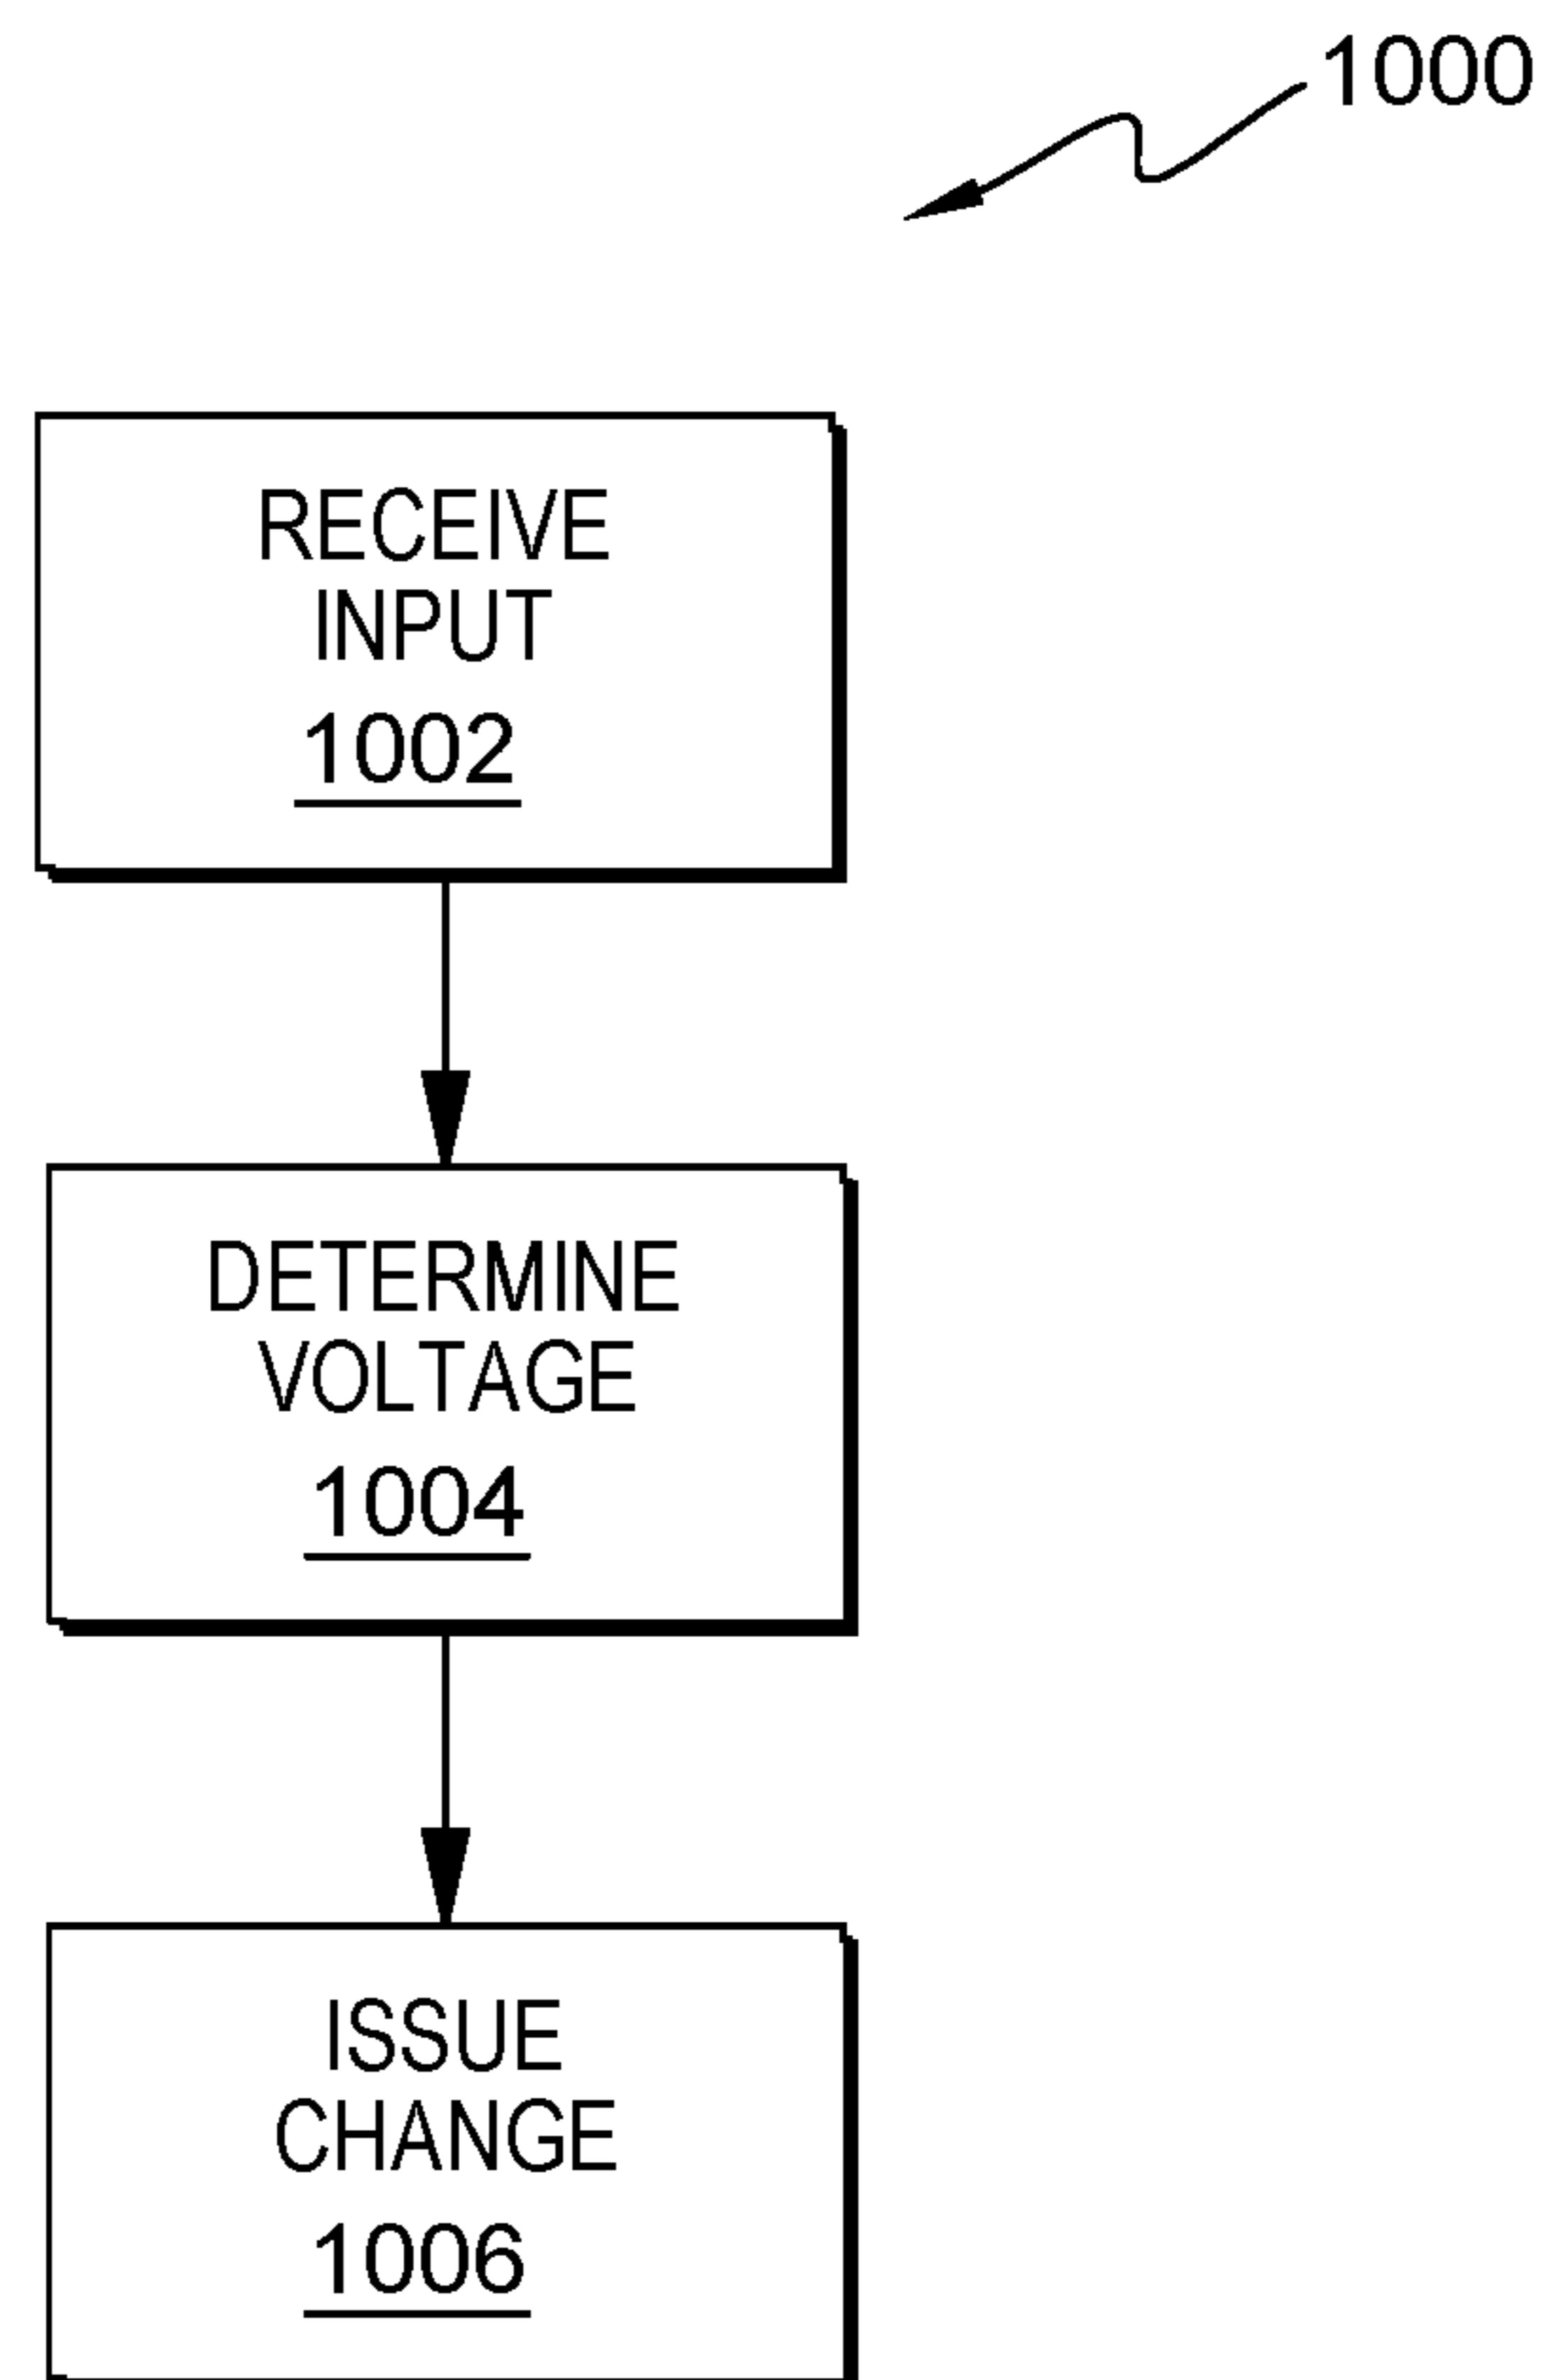 1000
RECEIVE
INPUT
1002
DETERMINE
VOLTAGE
1004
ISSUE
CHANGE
1006